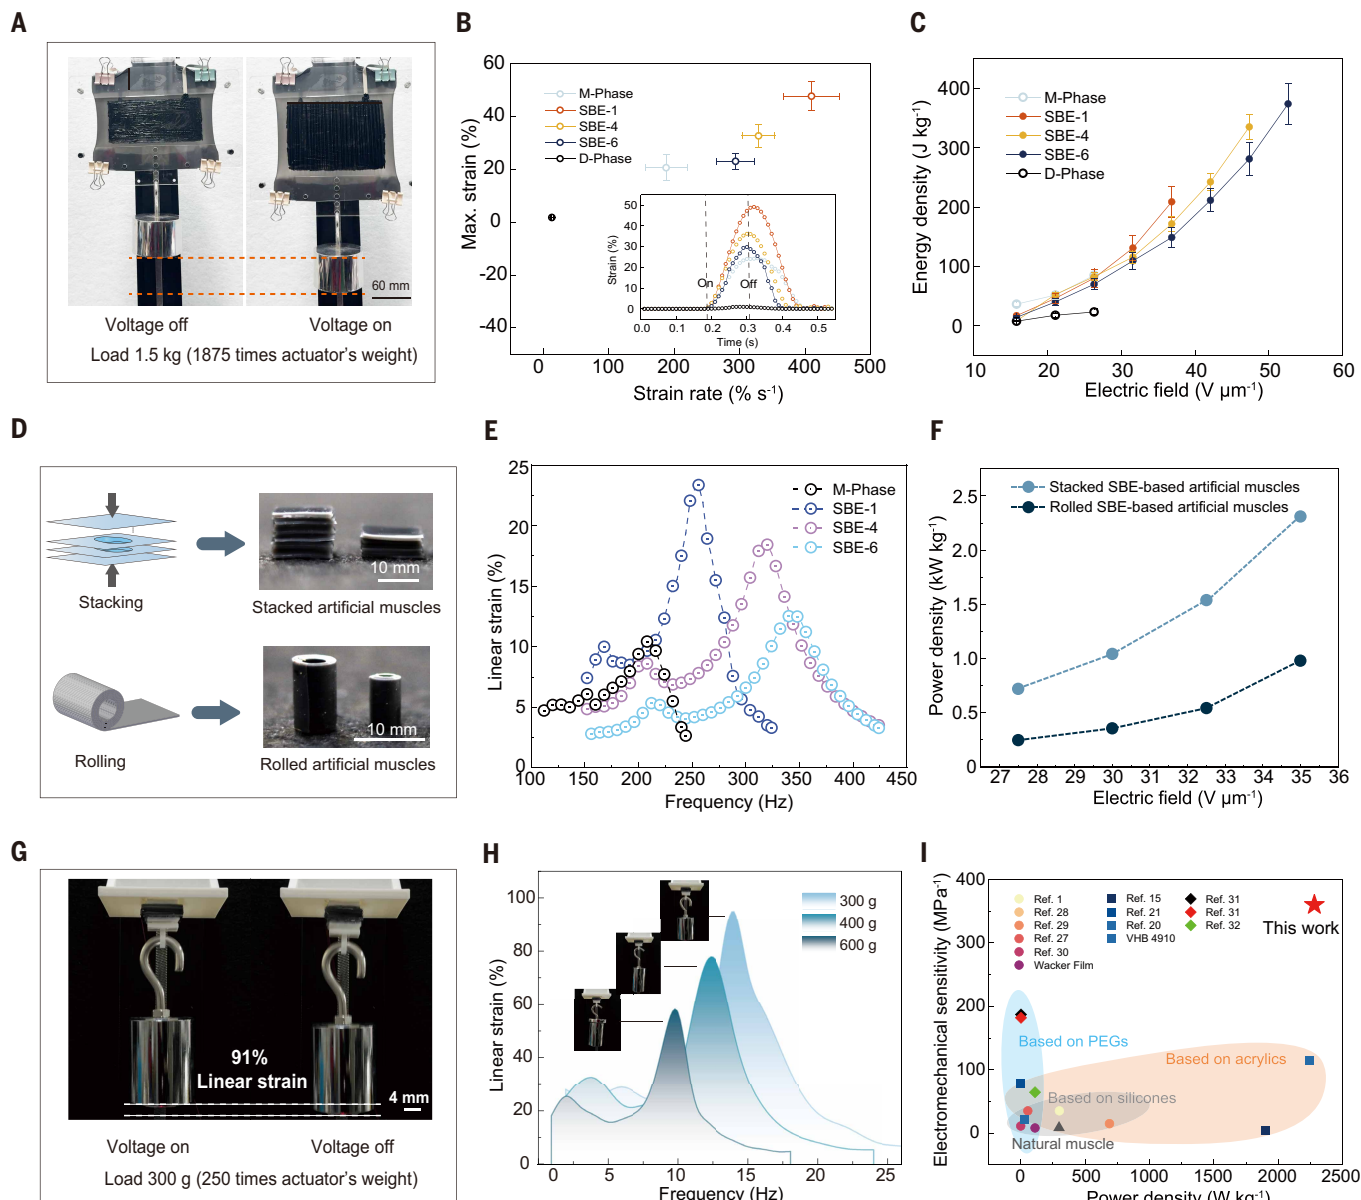 A
60 mm
Voltage off
Voltage on
Load 1.5 kg (1875 times actuator's weight)
B
60
40
20
0
-20
-40
Max. strain (%)
M-Phase
SBE-1
SBE-4
SBE-6
D-Phase
50
40
30
20
10
0
Strain (%)
On
Off
0.0
0.1
0.2
0.3
0.4
0.5
Time (s)
0
100
200
300
400
500
Strain rate (% s⁻¹)
C
400
300
200
100
0
Energy density (J kg⁻¹)
M-Phase
SBE-1
SBE-4
SBE-6
D-Phase
10
20
30
40
50
60
Electric field (V µm⁻¹)
D
Stacking
10 mm
Stacked artificial muscles
Rolling
10 mm
Rolled artificial muscles
E
25
20
15
10
5
0
Linear strain (%)
M-Phase
SBE-1
SBE-4
SBE-6
100
150
200
250
300
350
400
450
Frequency (Hz)
F
2.5
2.0
1.5
1.0
0.5
0
Power density (kW kg⁻¹)
Stacked SBE-based artificial muscles
Rolled SBE-based artificial muscles
27
28
29
30
31
32
33
34
35
36
Electric field (V µm⁻¹)
G
91%
Linear strain
4 mm
Voltage on
Voltage off
Load 300 g (250 times actuator's weight)
H
100
80
60
40
20
0
Linear strain (%)
300 g
400 g
600 g
0
5
10
15
20
25
Frequency (Hz)
I
400
300
200
100
0
Electromechanical sensitivity (MPa⁻¹)
Ref. 1
Ref. 28
Ref. 29
Ref. 27
Ref. 30
Wacker Film
Ref. 15
Ref. 21
Ref. 20
VHB 4910
Ref. 31
Ref. 31
Ref. 32
This work
Based on PEGs
Based on acrylics
Based on silicones
Natural muscle
0
500
1000
1500
2000
2500
Power density (W kg⁻¹)